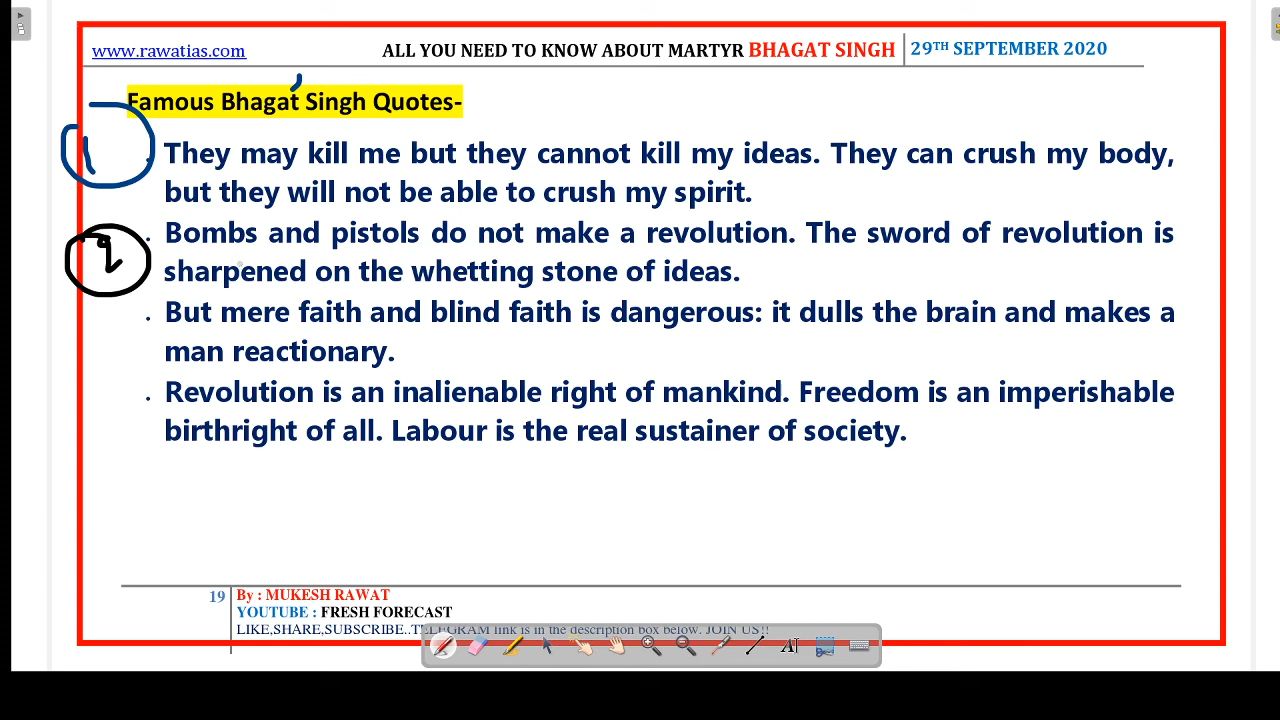 www.rawatias.com ALL YOU NEED TO KNOW ABOUT MARTYR BHAGAT SINGH 29TH SEPTEMBER 2020
Famous Bhagat Singh Quotes-
1 They may kill me but they cannot kill my ideas. They can crush my body,
but they will not be able to crush my spirit.
2 Bombs and pistols do not make a revolution. The sword of revolution is
sharpened on the whetting stone of ideas.
But mere faith and blind faith is dangerous: it dulls the brain and makes a
man reactionary.
Revolution is an inalienable right of mankind. Freedom is an imperishable
birthright of all. Labour is the real sustainer of society.
19 By : MUKESH RAWAT
YOUTUBE : FRESH FORECAST
LIKE,SHARE,SUBSCRIBE..TELEGRAM link is in the description box below. JOIN US!!